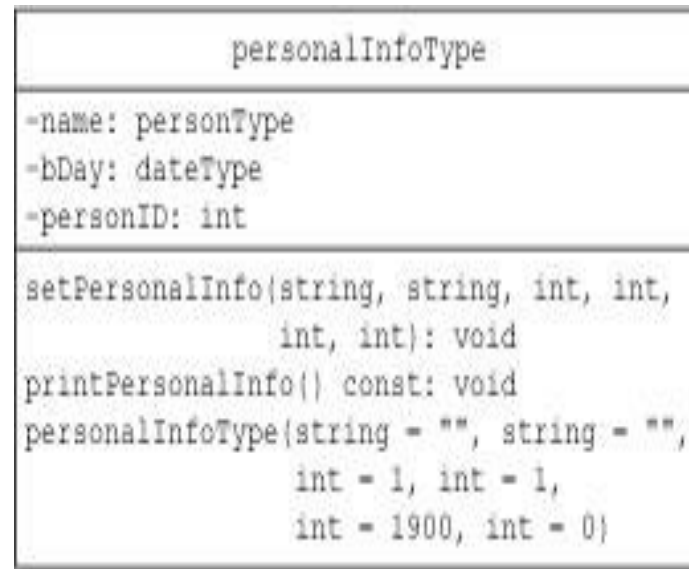 personalInfoType
-name: personType
-bDay: dateType
-personID: int
setPersonalInfo(string, string, int, int,
int, int): void
printPersonalInfo() const: void
personalInfoType(string = "", string = "",
int = 1, int = 1,
int = 1900, int = 0)